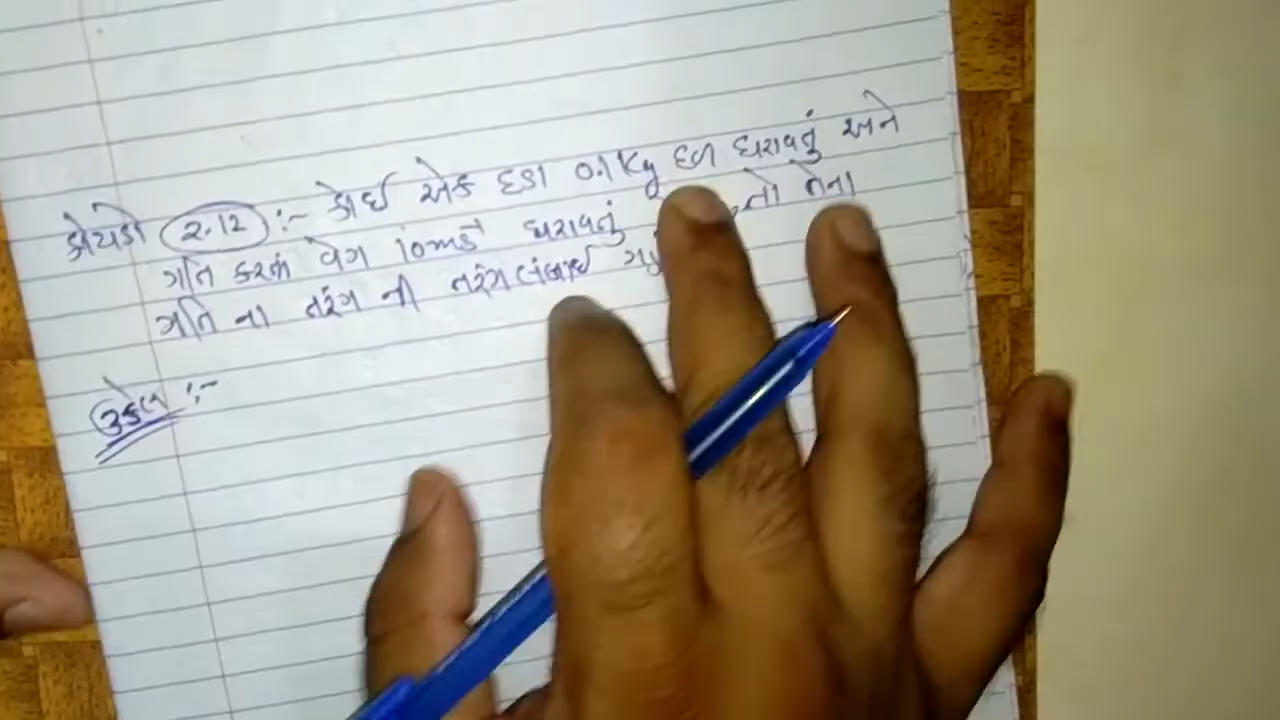 કોયડો 2.12 :- કોઈ એક દડા 0.1 Kg દળ ધરાવતું અને
ગતિ કરતાં વેગ 10 ધરાવતું તો તેના
ગતિ ના તરંગ ની તરંગલંબાઈ
ઉકેલ :-